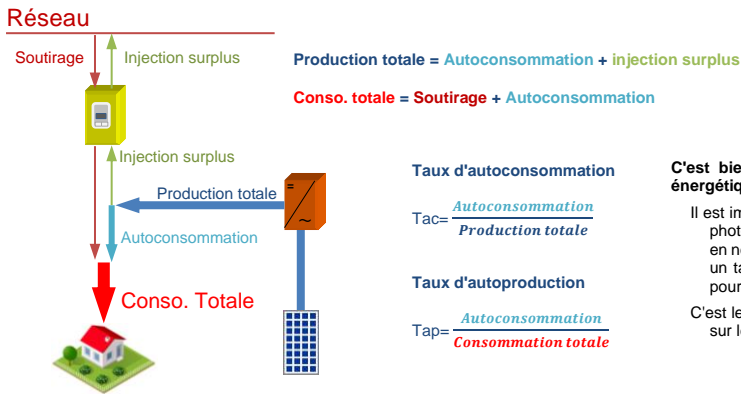 Réseau
Soutirage
Injection surplus
Injection surplus
Production totale
Autoconsommation
Conso. Totale
=
~
Production totale = Autoconsommation + injection surplus
Conso. totale = Soutirage + Autoconsommation
Taux d'autoconsommation
Tac= Autoconsommation
Production totale
Taux d'autoproduction
Tap= Autoconsommation
Consommation totale
C'est bie
énergétiq
Il est im
phot
en n
un ta
pour
C'est le
sur l